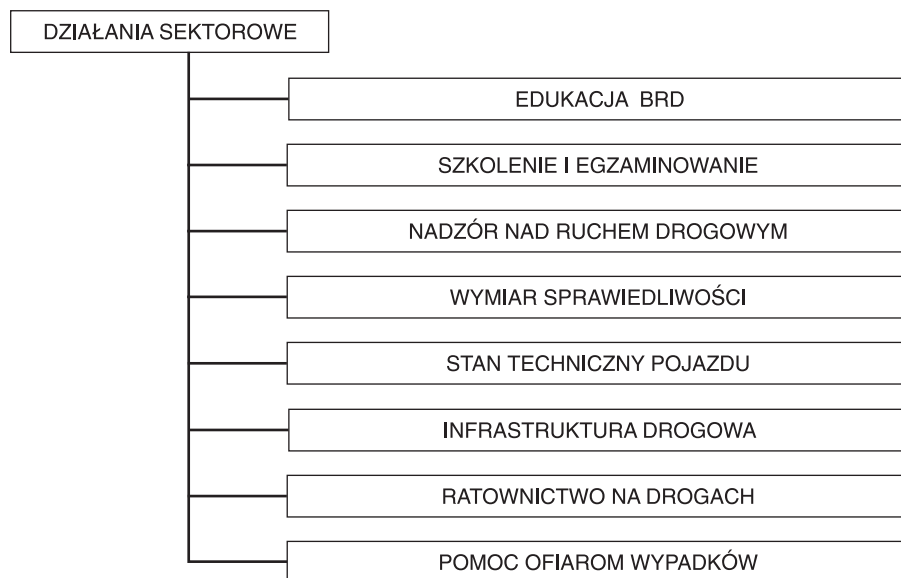 DZIAŁANIA SEKTOROWE
EDUKACJA BRD
SZKOLENIE I EGZAMINOWANIE
NADZÓR NAD RUCHEM DROGOWYM
WYMIAR SPRAWIEDLIWOŚCI
STAN TECHNICZNY POJAZDU
INFRASTRUKTURA DROGOWA
RATOWNICTWO NA DROGACH
POMOC OFIAROM WYPADKÓW